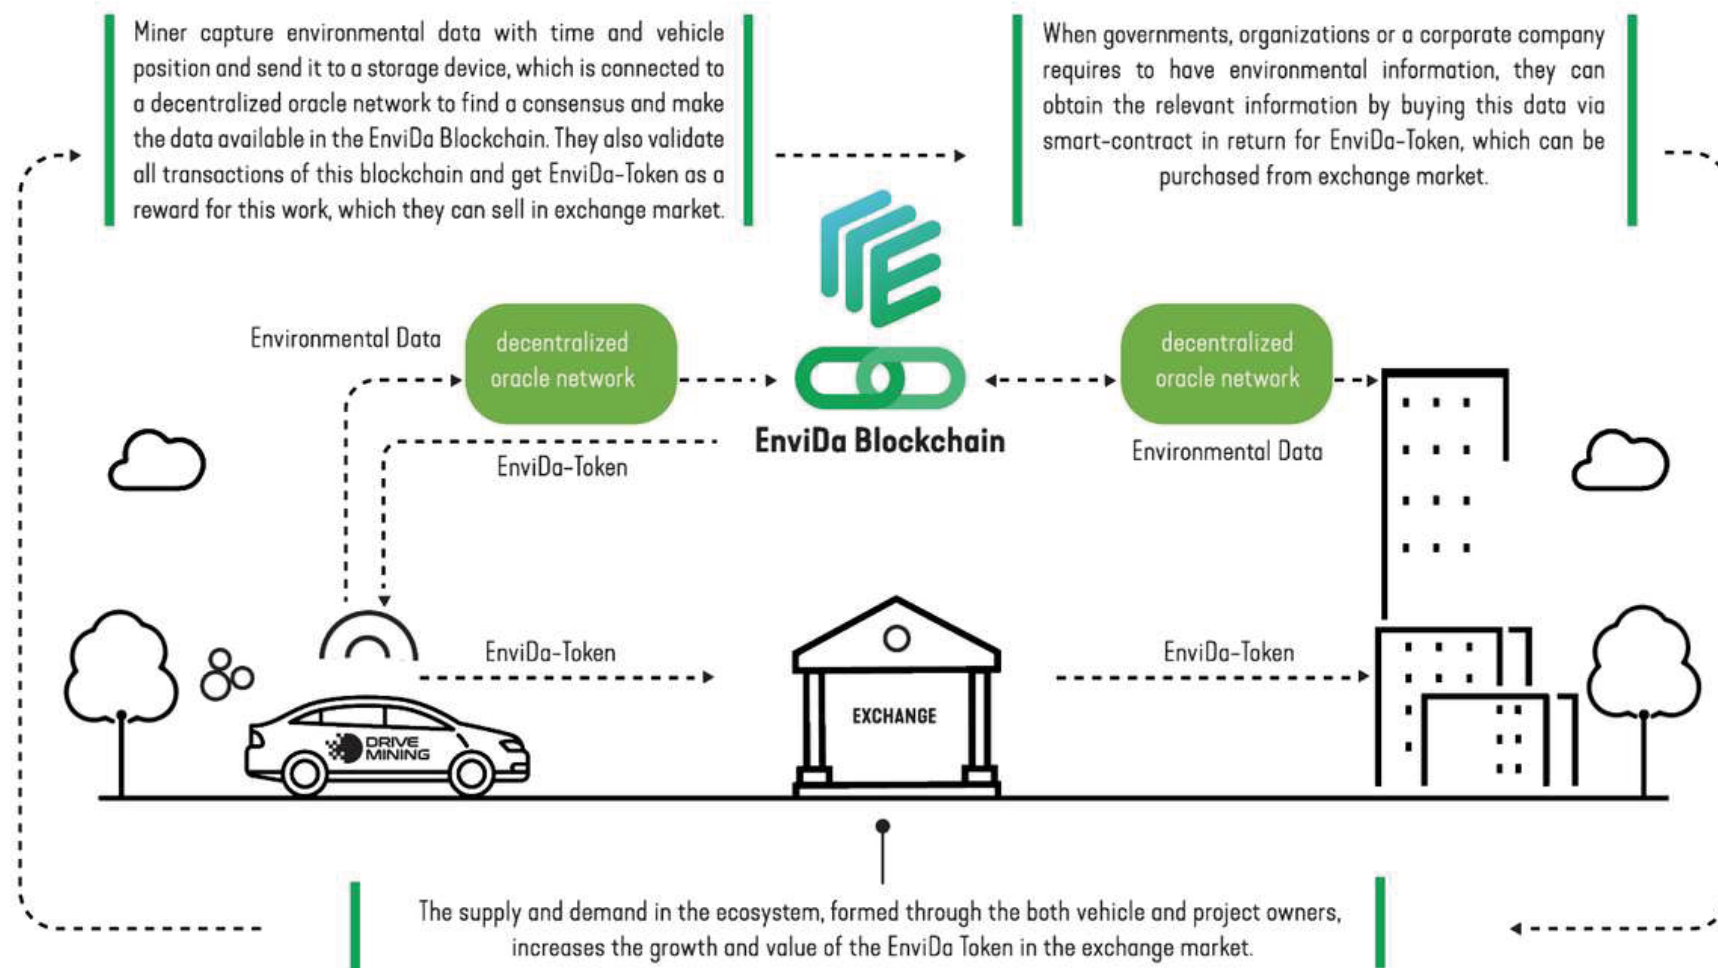 Miner capture environmental data with time and vehicle
position and send it to a storage device, which is connected to
a decentralized oracle network to find a consensus and make
the data available in the EnviDa Blockchain. They also validate
all transactions of this blockchain and get EnviDa-Token as a
reward for this work, which they can sell in exchange market.
When governments, organizations or a corporate company
requires to have environmental information, they can
obtain the relevant information by buying this data via
smart-contract in return for EnviDa-Token, which can be
purchased from exchange market.
Environmental Data
decentralized
oracle network
decentralized
oracle network
EnviDa Blockchain
EnviDa-Token
Environmental Data
EnviDa-Token
EnviDa-Token
EXCHANGE
DRIVE
MINING
The supply and demand in the ecosystem, formed through the both vehicle and project owners,
increases the growth and value of the EnviDa Token in the exchange market.